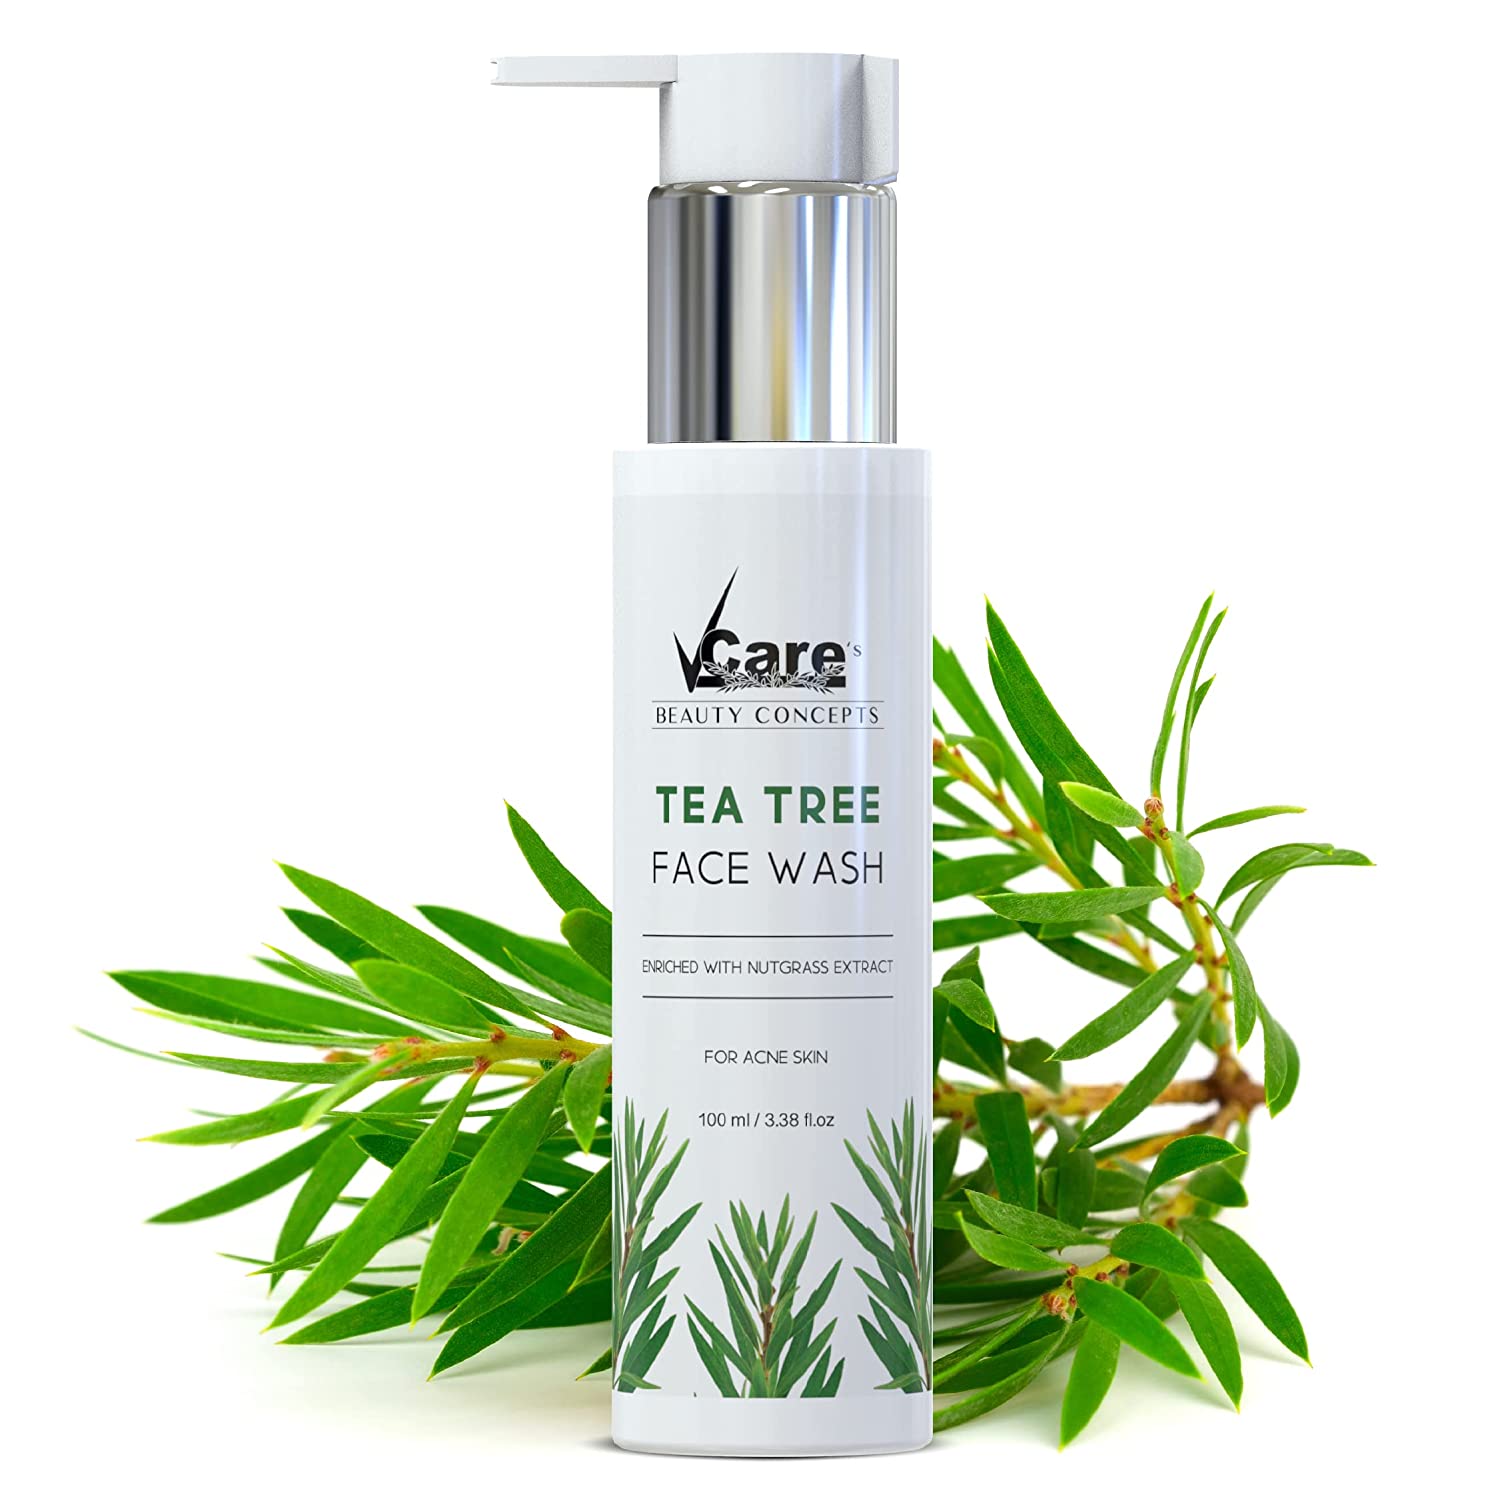 VCare's
BEAUTY CONCEPTS
TEA TREE
FACE WASH
ENRICHED WITH NUTGRASS EXTRACT
FOR ACNE SKIN
100 ml / 3.38 fl.oz